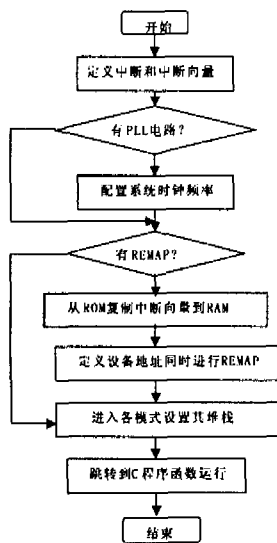 开始
定义中断和中断向量
有PLL电路？
配置系统时钟频率
有REMAP？
从ROM复制中断向量到RAM
定义设备地址同时进行REMAP
进入各模式设置其堆栈
跳转到C程序函数运行
结束